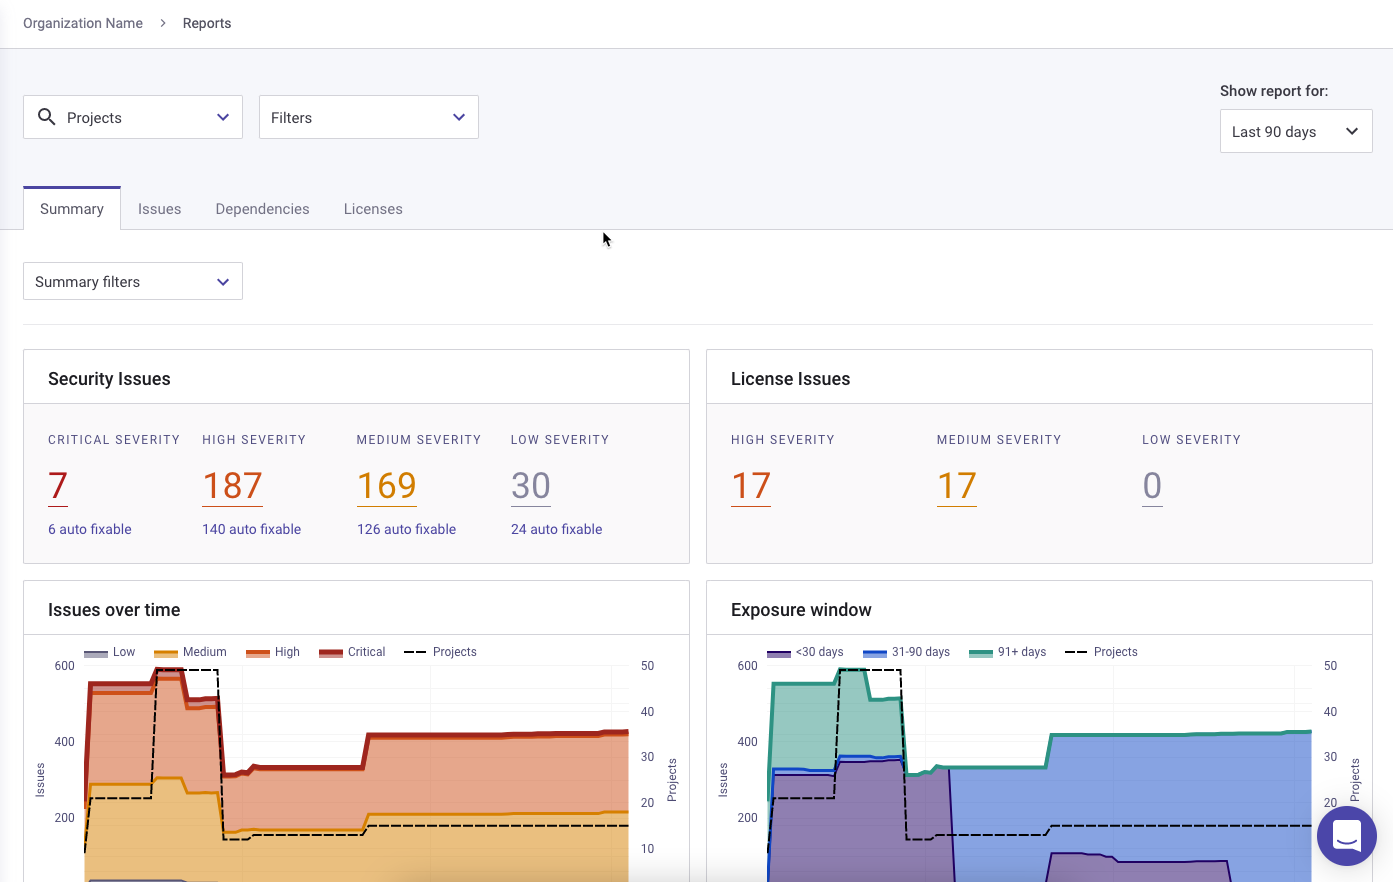 Organization Name > Reports
Show report for:
Projects
Filters
Last 90 days
Summary Issues Dependencies Licenses
Summary filters
Security Issues
CRITICAL SEVERITY HIGH SEVERITY MEDIUM SEVERITY LOW SEVERITY
7 187 169 30
6 auto fixable 140 auto fixable 126 auto fixable 24 auto fixable
License Issues
HIGH SEVERITY MEDIUM SEVERITY LOW SEVERITY
17 17 0
Issues over time
Low Medium High Critical Projects
600 50
40
400
30
20
200
10
Issues
Projects
Exposure window
<30 days 31-90 days 91+ days Projects
600 50
40
400
30
20
200
Issues
Projects